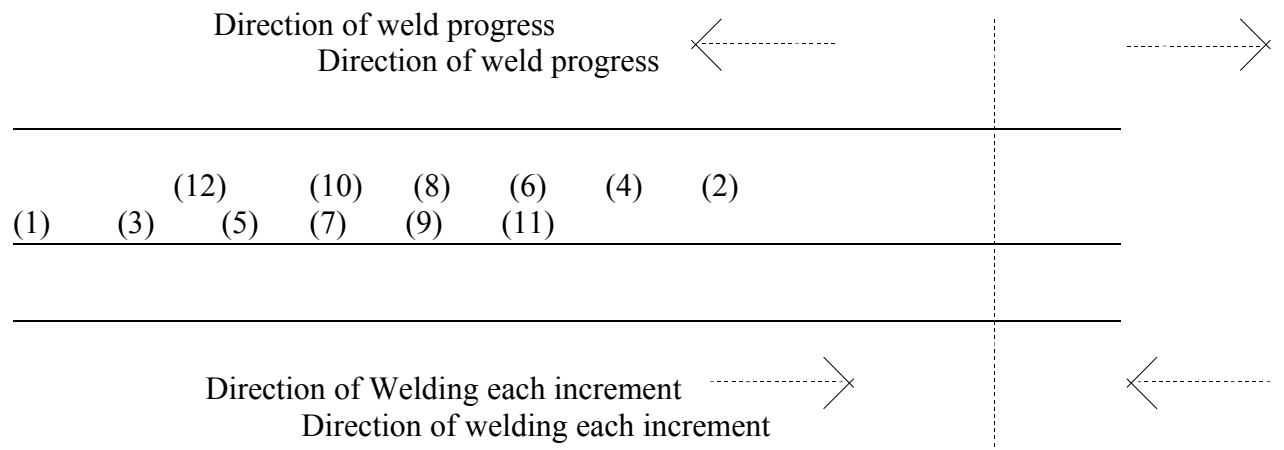 Direction of weld progress
Direction of weld progress
(12) (10) (8) (6) (4) (2)
(1) (3) (5) (7) (9) (11)
Direction of Welding each increment
Direction of welding each increment